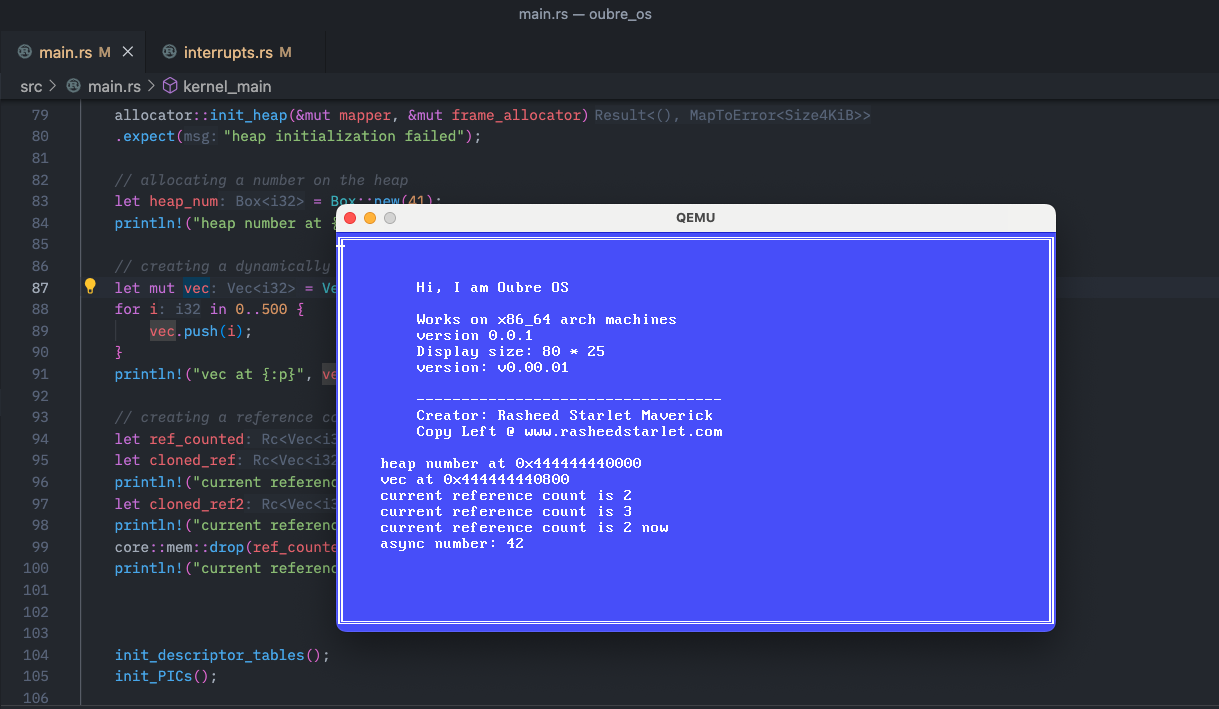 main.rs — oubre_os
main.rs M
interrupts.rs M
src > main.rs > kernel_main
79 allocator::init_heap(&mut mapper, &mut frame_allocator) Result<(), MapToError<Size4KiB>>
80 .expect(msg: "heap initialization failed");
81
82 // allocating a number on the heap
83 let heap_num: Box<i32> = Box::new(41);
84 println!("heap number at {
85
86 // creating a dynamically
87 let mut vec: Vec<i32> = Ve
88 for i: i32 in 0..500 {
89 vec.push(i);
90 }
91 println!("vec at {:p}", ve
92
93 // creating a reference co
94 let ref_counted: Rc<Vec<i3
95 let cloned_ref: Rc<Vec<i32
96 println!("current referenc
97 let cloned_ref2: Rc<Vec<i3
98 println!("current referenc
99 core::mem::drop(ref_counte
100 println!("current referenc
101
102
103
104 init_descriptor_tables();
105 init_PICs();
106
QEMU
Hi, I am Oubre OS
Works on x86_64 arch machines
version 0.0.1
Display size: 80 * 25
version: v0.00.01
----------------------------------
Creator: Rasheed Starlet Maverick
Copy Left @ www.rasheedstarlet.com
heap number at 0x444444440000
vec at 0x444444440800
current reference count is 2
current reference count is 3
current reference count is 2 now
async number: 42